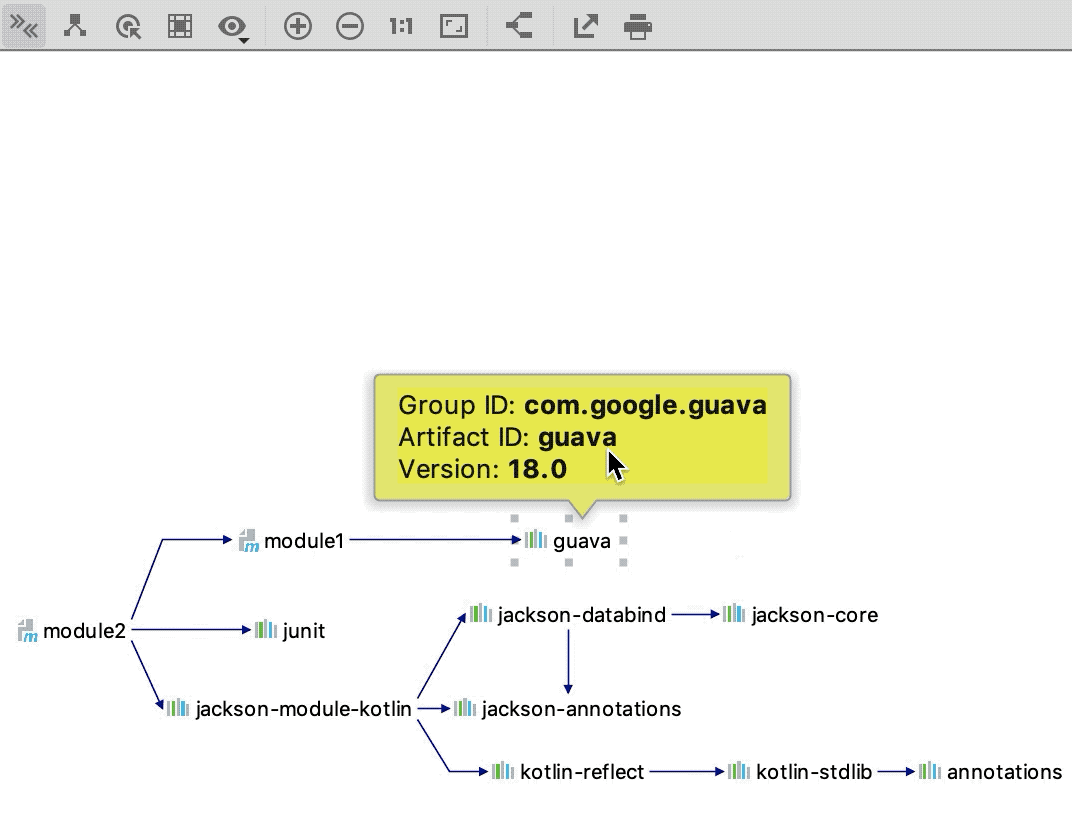 1:1
Group ID: com.google.guava
Artifact ID: guava
Version: 18.0
module1
guava
jackson-databind
jackson-core
module2
junit
jackson-module-kotlin
jackson-annotations
kotlin-reflect
kotlin-stdlib
annotations